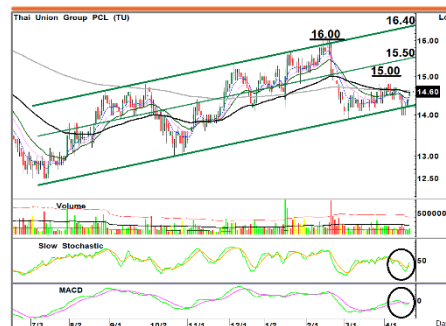 Thai Union Group PCL (TU)
16.40
16.00
16.00
15.50
15.00
15.00
14.60
14.00
13.00
12.50
Volume
500000
Slow Stochastic
50
MACD
0
7/3 8/2 9/1 10/2 11/1 12/1 1/1 2/1 3/1 4/1